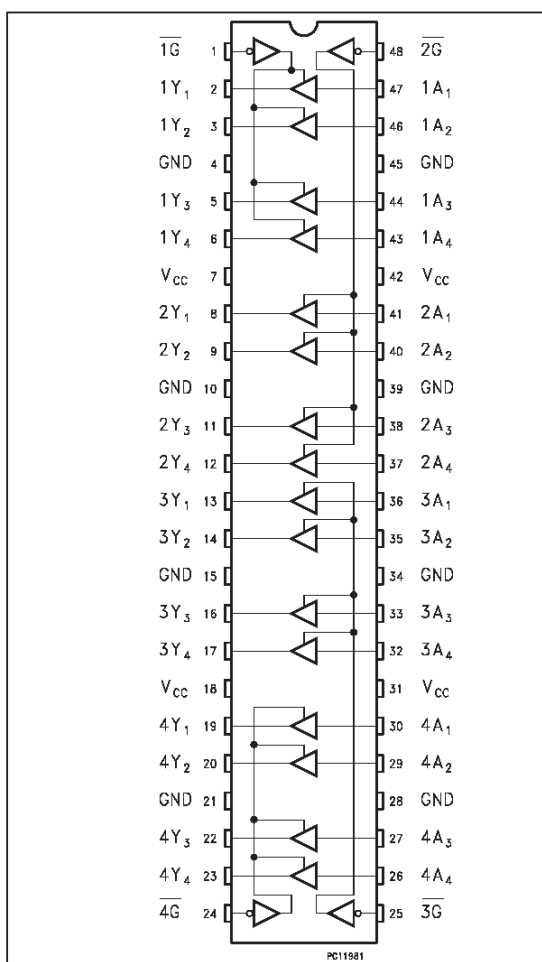 1G 1 48 2G
1Y1 2 47 1A1
1Y2 3 46 1A2
GND 4 45 GND
1Y3 5 44 1A3
1Y4 6 43 1A4
VCC 7 42 VCC
2Y1 8 41 2A1
2Y2 9 40 2A2
GND 10 39 GND
2Y3 11 38 2A3
2Y4 12 37 2A4
3Y1 13 36 3A1
3Y2 14 35 3A2
GND 15 34 GND
3Y3 16 33 3A3
3Y4 17 32 3A4
VCC 18 31 VCC
4Y1 19 30 4A1
4Y2 20 29 4A2
GND 21 28 GND
4Y3 22 27 4A3
4Y4 23 26 4A4
4G 24 25 3G
PC11981